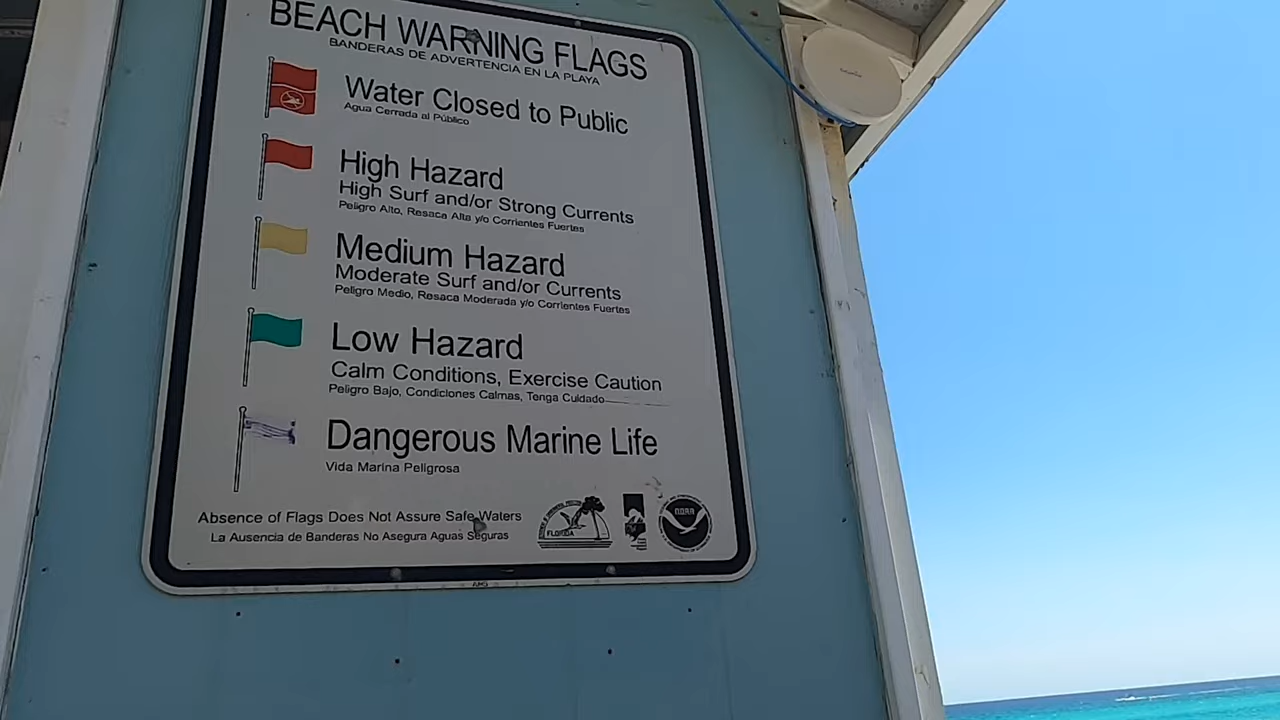 BEACH WARNING FLAGS
BANDERAS DE ADVERTENCIA EN LA PLAYA
Water Closed to Public
Agua Cerrada al Público
High Hazard
High Surf and/or Strong Currents
Peligro Alto, Resaca Alta y/o Corrientes Fuertes
Medium Hazard
Moderate Surf and/or Currents
Peligro Medio, Resaca Moderada y/o Corrientes Fuertes
Low Hazard
Calm Conditions, Exercise Caution
Peligro Bajo, Condiciones Calmas, Tenga Cuidado
Dangerous Marine Life
Vida Marina Peligrosa
Absence of Flags Does Not Assure Safe Waters
La Ausencia de Banderas No Asegura Aguas Seguras
FLORIDA
NOAA